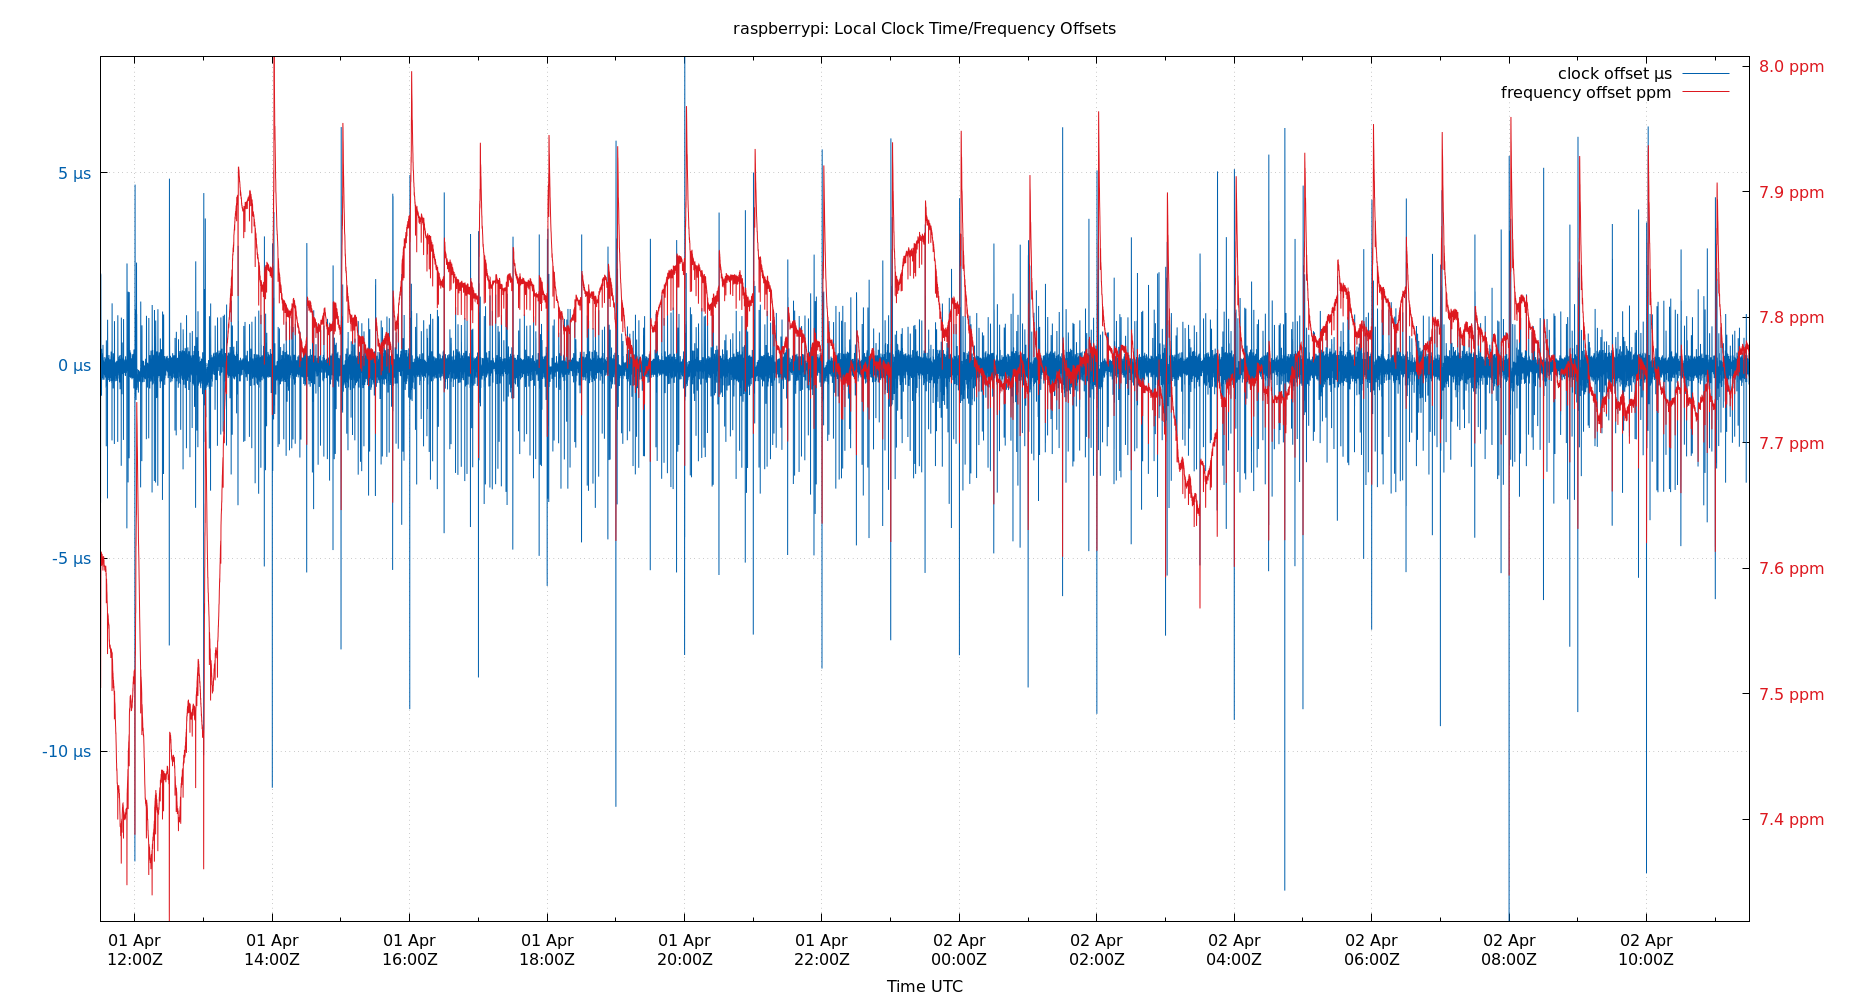 raspberrypi: Local Clock Time/Frequency Offsets
clock offset µs
frequency offset ppm
5 µs
0 µs
-5 µs
-10 µs
8.0 ppm
7.9 ppm
7.8 ppm
7.7 ppm
7.6 ppm
7.5 ppm
7.4 ppm
01 Apr 01 Apr 01 Apr 01 Apr 01 Apr 01 Apr 02 Apr 02 Apr 02 Apr 02 Apr 02 Apr 02 Apr
12:00Z 14:00Z 16:00Z 18:00Z 20:00Z 22:00Z 00:00Z 02:00Z 04:00Z 06:00Z 08:00Z 10:00Z
Time UTC